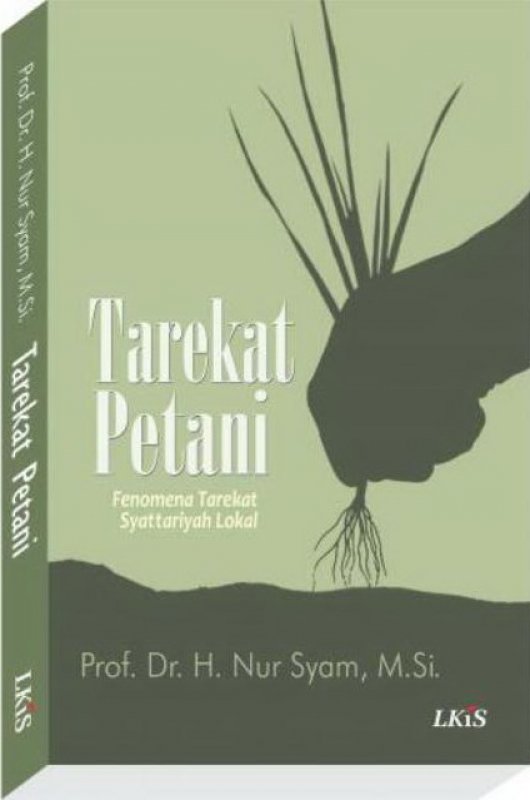 Prof. Dr. H. Nur Syam, M.Si.
Tarekat Petani
LKiS
Tarekat
Petani
Fenomena Tarekat
Syattariyah Lokal
Prof. Dr. H. Nur Syam, M.Si.
LKiS